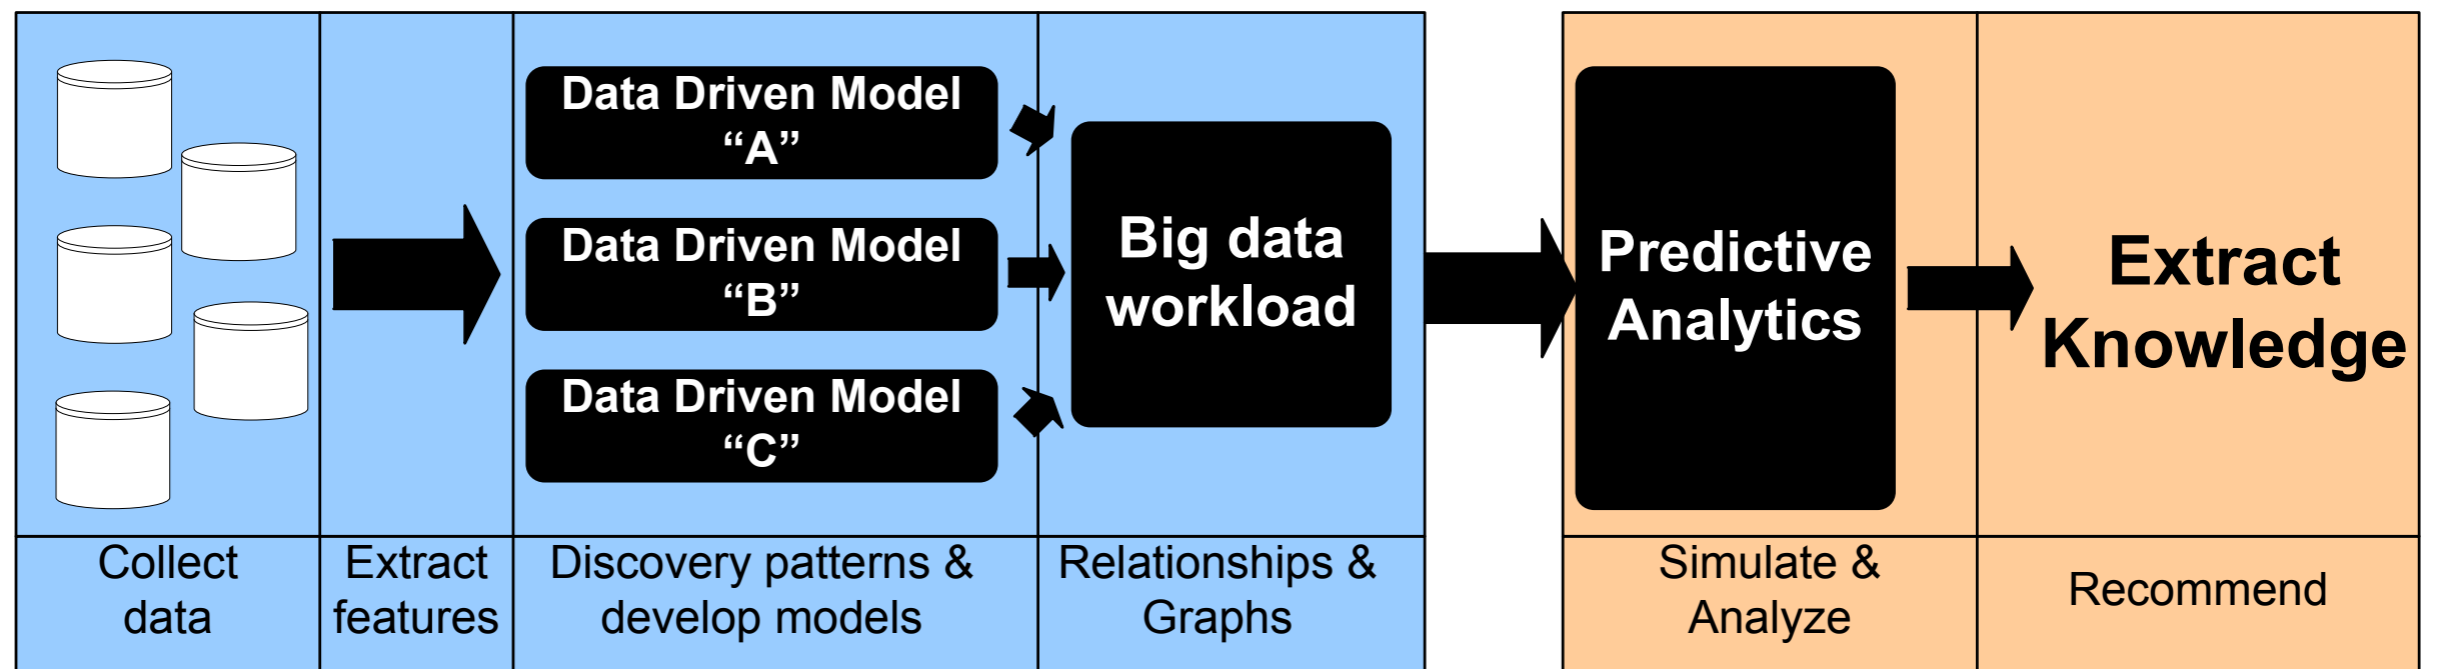 Data Driven Model
“A”
Data Driven Model
“B”
Data Driven Model
“C”
Big data
workload
Predictive
Analytics
Extract
Knowledge
Collect
data
Extract
features
Discovery patterns &
develop models
Relationships &
Graphs
Simulate &
Analyze
Recommend